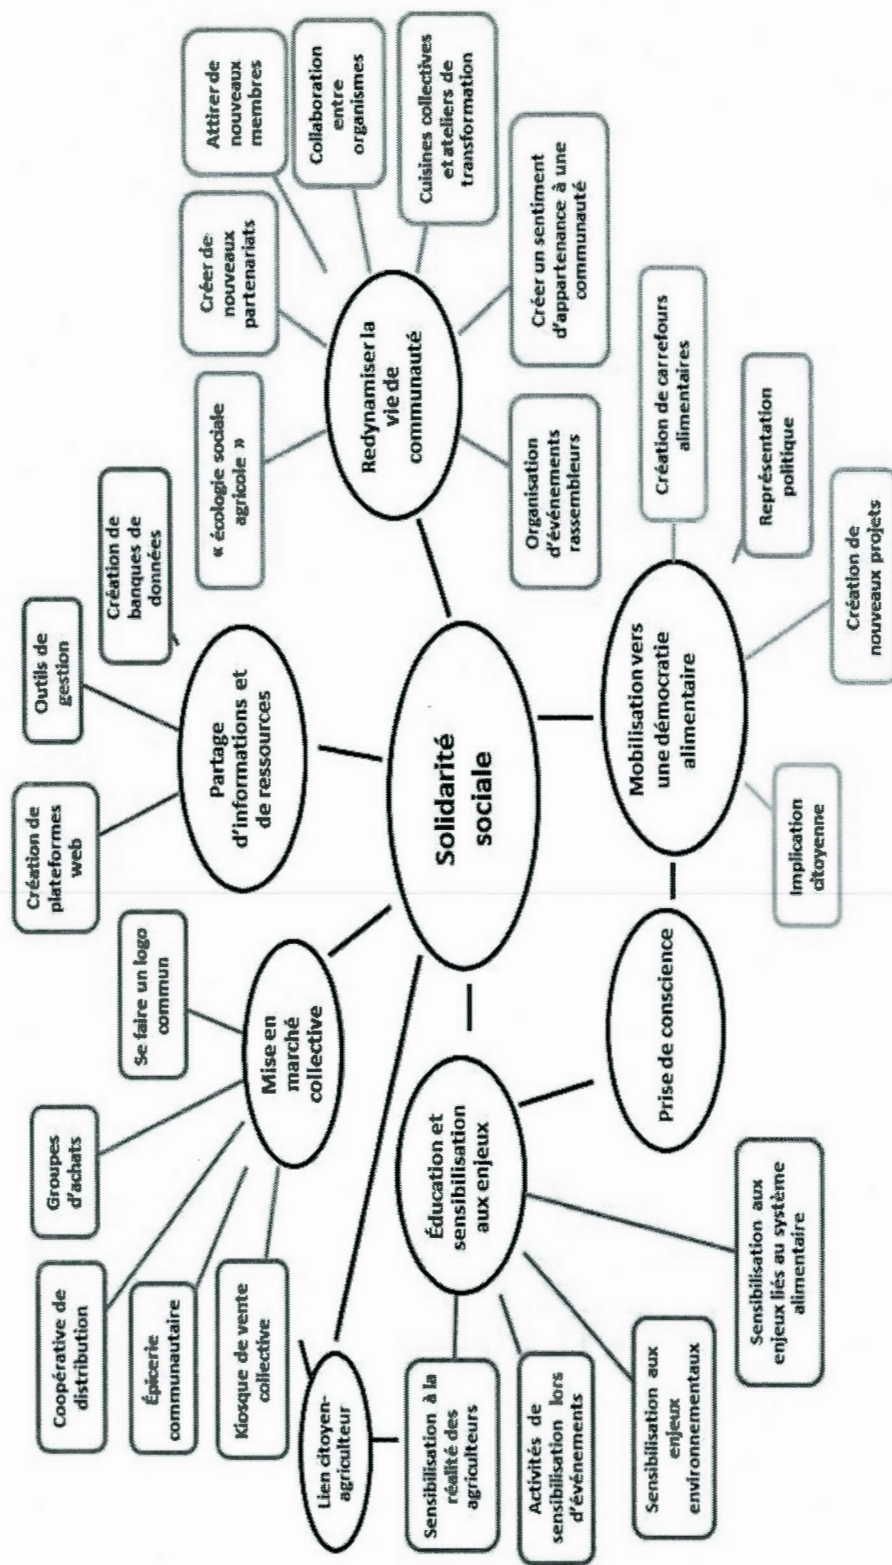 Coopérative de
distribution
Groupes
d'achats
Épicerie
communautaire
Se faire un logo
commun
Kiosque de vente
collective
Mise en
marché
collective
Création de
plateformes
web
Outils de
gestion
Création de
banques de
données
Partage
d'informations et
de ressources
« écologie sociale
agricole »
Créer de
nouveaux
partenariats
Attirer de
nouveaux
membres
Collaboration
entre
organismes
Cuisines collectives
et ateliers de
transformation
Redynamiser la
vie de
communauté
Créer un sentiment
d'appartenance à une
communauté
Organisation
d'événements
rassembleurs
Lien citoyen-
agriculteur
Solidarité
sociale
Éducation et
sensibilisation
aux enjeux
Sensibilisation à la
réalité des
agriculteurs
Activités de
sensibilisation lors
d'événements
Sensibilisation aux
enjeux
environnementaux
Sensibilisation aux
enjeux liés au système
alimentaire
Prise de conscience
Mobilisation vers
une démocratie
alimentaire
Création de carrefours
alimentaires
Représentation
politique
Création de
nouveaux projets
Implication
citoyenne